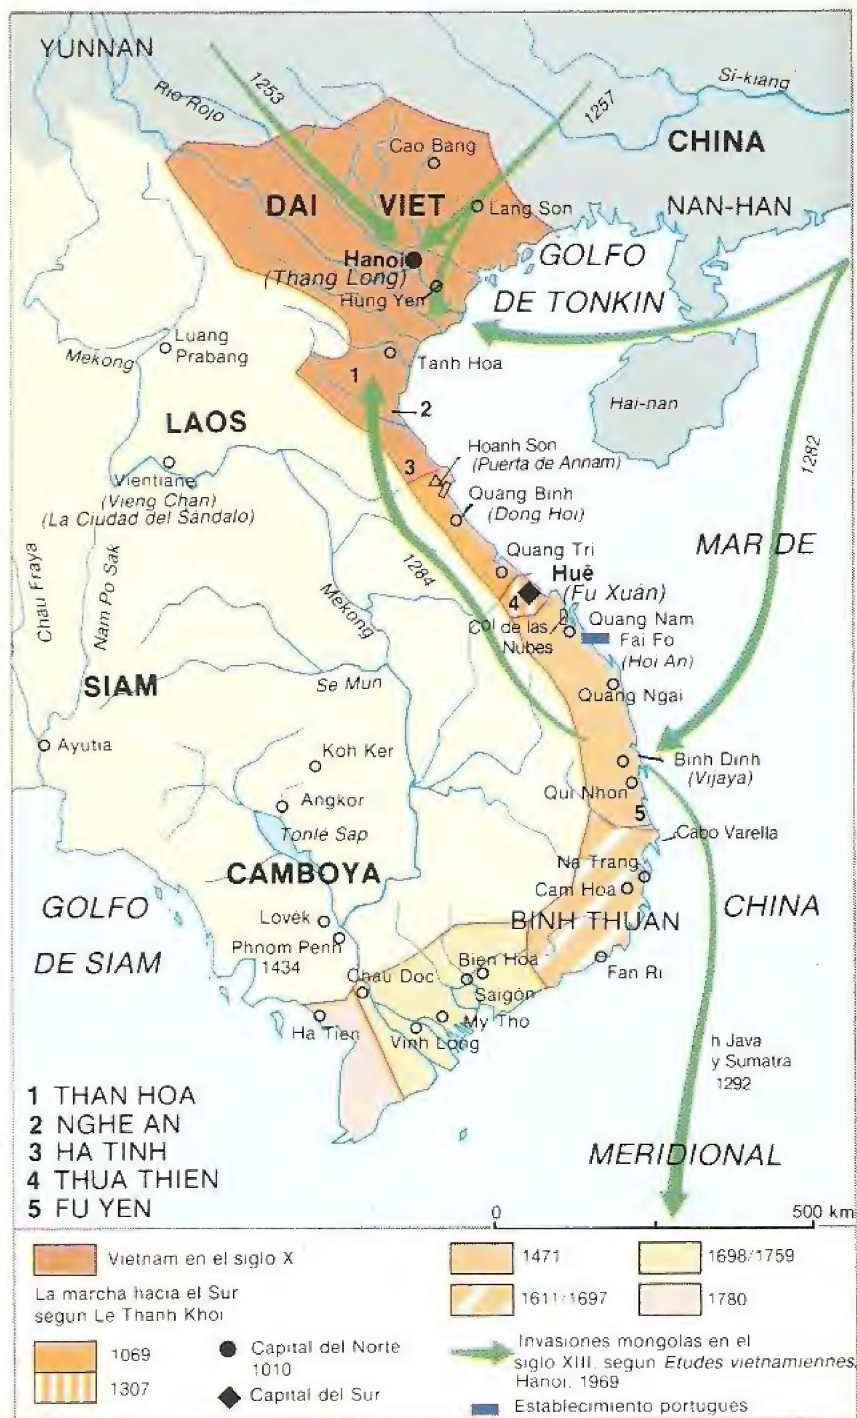 YUNNAN
Río Rojo
1253
1257
Si-kiang
CHINA
Cao Bang
DAI VIET
Lang Son
NAN-HAN
Hanoi
(Thang Long)
Hung Yen
GOLFO
DE TONKIN
Luang
Prabang
Mekong
Tanh Hoa
1
2
LAOS
Hai-nan
Hoanh Son
(Puerta de Annam)
3
1282
Vientiane
(Vieng Chan)
(La Ciudad del Sándalo)
Quang Binh
(Dong Hoi)
Chau Fraya
Nam Po Sak
1284
Quang Tri
MAR DE
Huê
(Fu Xuân)
4
Mekong
Col de las
Nubes
Quang Nam
Fai Fo
(Hoi An)
SIAM
Se Mun
Quang Ngai
Ayutia
Koh Ker
Binh Dinh
(Vijaya)
Angkor
Qui Nhon
5
Tonlé Sap
Cabo Varella
CAMBOYA
Na Trang
Cam Hoa
GOLFO
DE SIAM
Lovek
BINH THUAN
CHINA
Phnom Penh
1434
Bien Hoa
Chau Doc
Fan Ri
Saigón
Ha Tien
My Tho
Vinh Long
h Java
y Sumatra
1292
1 THAN HOA
2 NGHE AN
3 HA TINH
4 THUA THIEN
5 FU YEN
MERIDIONAL
0 500 km
Vietnam en el siglo X
La marcha hacia el Sur
segun Le Thanh Khoi
1069
1307
Capital del Norte
1010
Capital del Sur
1471
1698/1759
1611/1697
1780
Invasiones mongolas en el
siglo XIII, segun Etudes vietnamiennes,
Hanoi, 1969
Establecimiento portugués